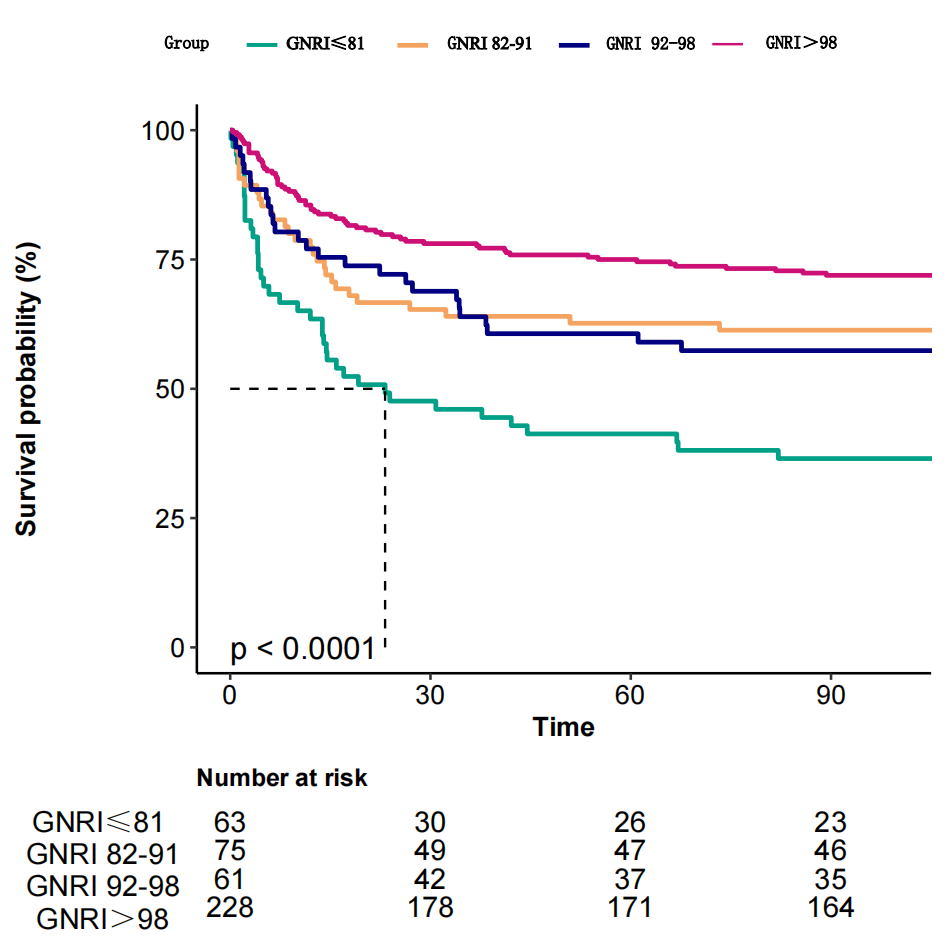 Group GNRI≤81 GNRI 82-91 GNRI 92-98 GNRI>98
100
75
50
25
0
Survival probability (%)
p < 0.0001
0 30 60 90
Time
Number at risk
GNRI≤81 63 30 26 23
GNRI 82-91 75 49 47 46
GNRI 92-98 61 42 37 35
GNRI>98 228 178 171 164